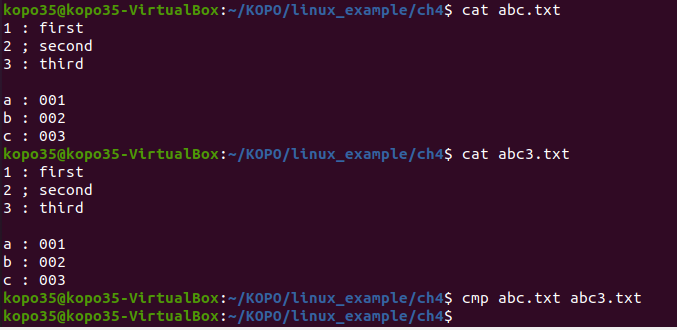 kopo35@kopo35-VirtualBox:~/KOPO/linux_example/ch4$ cat abc.txt
1 : first
2 ; second
3 : third

a : 001
b : 002
c : 003
kopo35@kopo35-VirtualBox:~/KOPO/linux_example/ch4$ cat abc3.txt
1 : first
2 ; second
3 : third

a : 001
b : 002
c : 003
kopo35@kopo35-VirtualBox:~/KOPO/linux_example/ch4$ cmp abc.txt abc3.txt
kopo35@kopo35-VirtualBox:~/KOPO/linux_example/ch4$